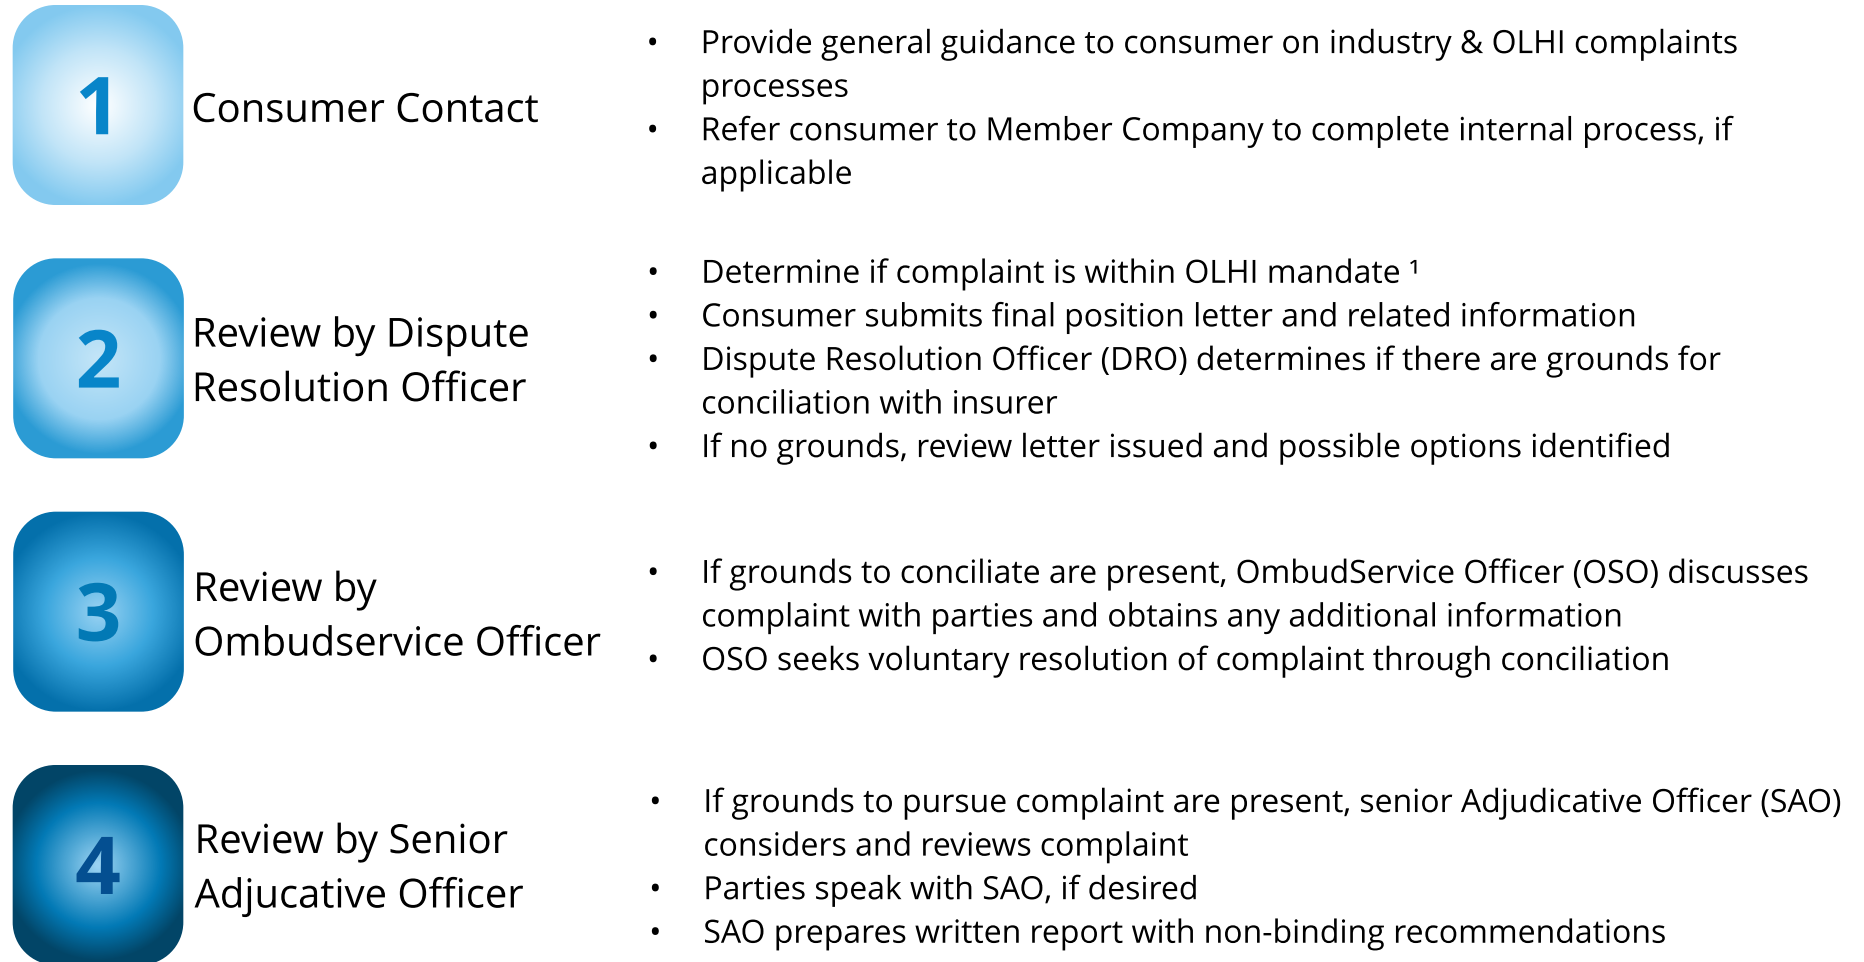 1
Consumer Contact
• Provide general guidance to consumer on industry & OLHI complaints
processes
• Refer consumer to Member Company to complete internal process, if
applicable
2
Review by Dispute
Resolution Officer
• Determine if complaint is within OLHI mandate ¹
• Consumer submits final position letter and related information
• Dispute Resolution Officer (DRO) determines if there are grounds for
conciliation with insurer
• If no grounds, review letter issued and possible options identified
3
Review by
Ombudservice Officer
• If grounds to conciliate are present, OmbudService Officer (OSO) discusses
complaint with parties and obtains any additional information
• OSO seeks voluntary resolution of complaint through conciliation
4
Review by Senior
Adjucative Officer
• If grounds to pursue complaint are present, senior Adjudicative Officer (SAO)
considers and reviews complaint
• Parties speak with SAO, if desired
• SAO prepares written report with non-binding recommendations